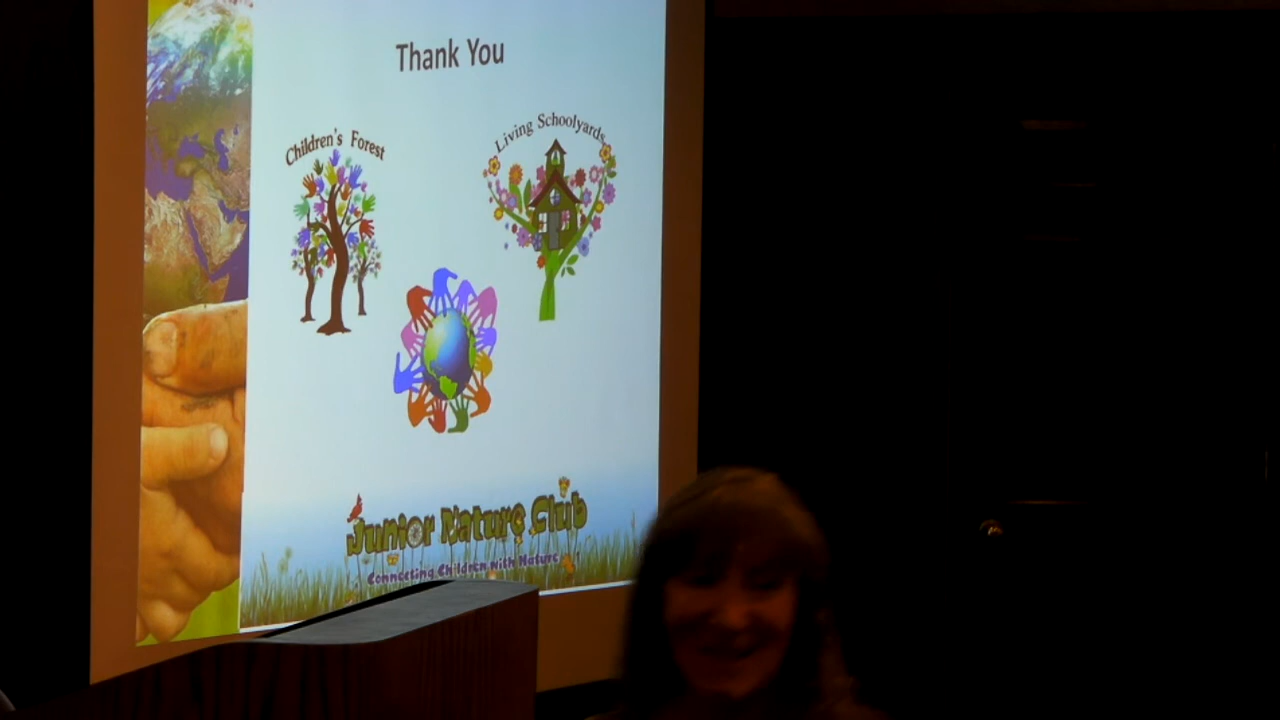 Thank You
Children's Forest
Living Schoolyards
Junior Nature Club
Connecting Children with Nature